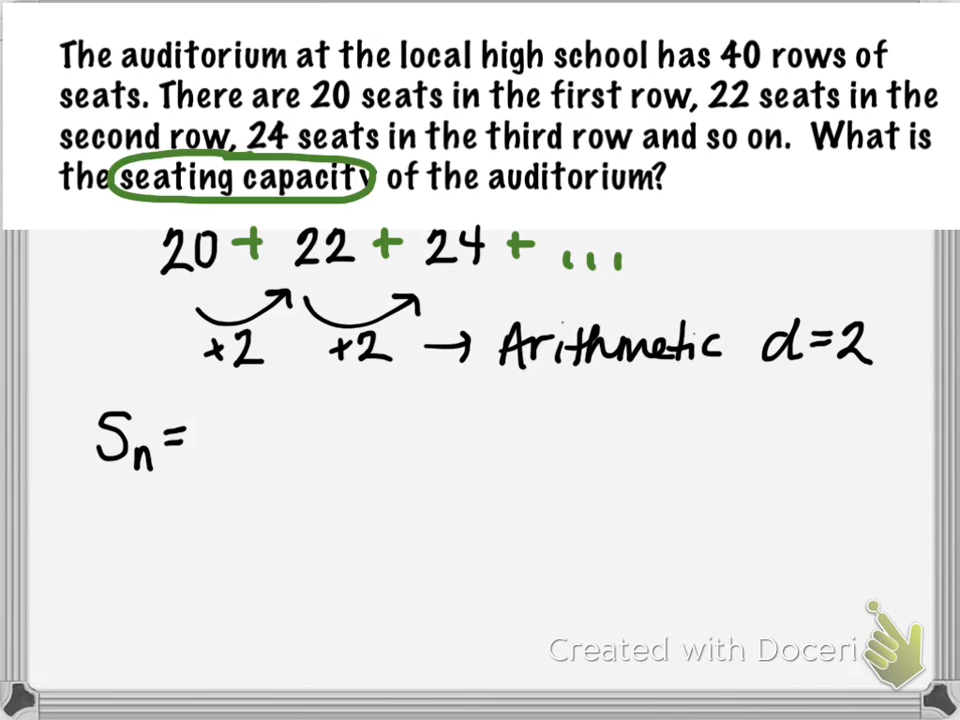 The auditorium at the local high school has 40 rows of
seats. There are 20 seats in the first row, 22 seats in the
second row, 24 seats in the third row and so on. What is
the seating capacity of the auditorium?
20 + 22 + 24 + ...
+2 +2 → Arithmetic d=2
Sn=
Created with Doceri